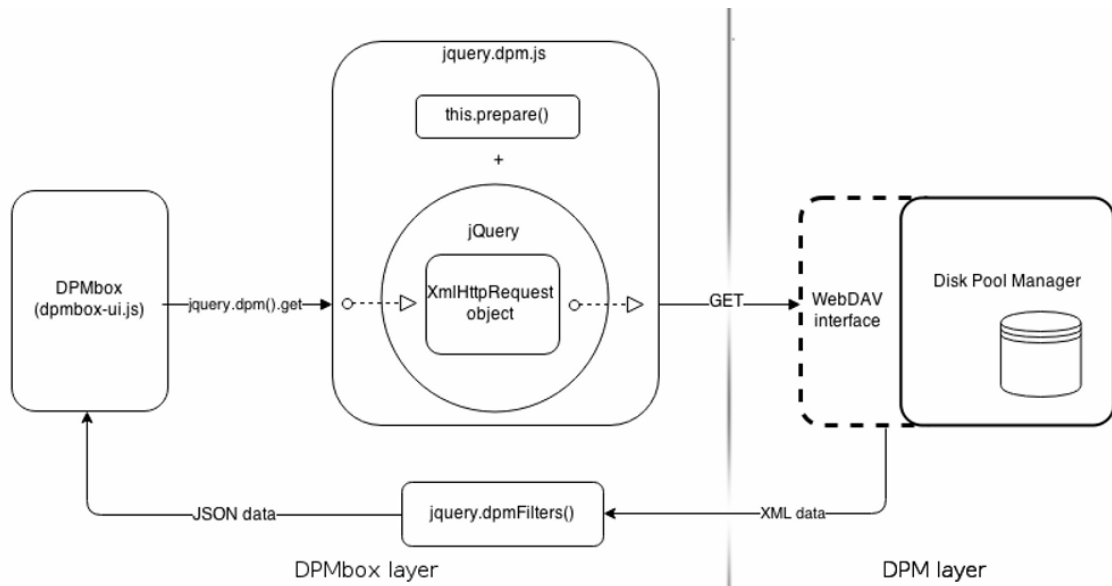 jquery.dpm.js
this.prepare()
+
jQuery
XmlHttpRequest
object
DPMbox
(dpmbox-ui.js)
jquery.dpm().get
GET
WebDAV
interface
Disk Pool Manager
JSON data
jquery.dpmFilters()
XML data
DPMbox layer
DPM layer